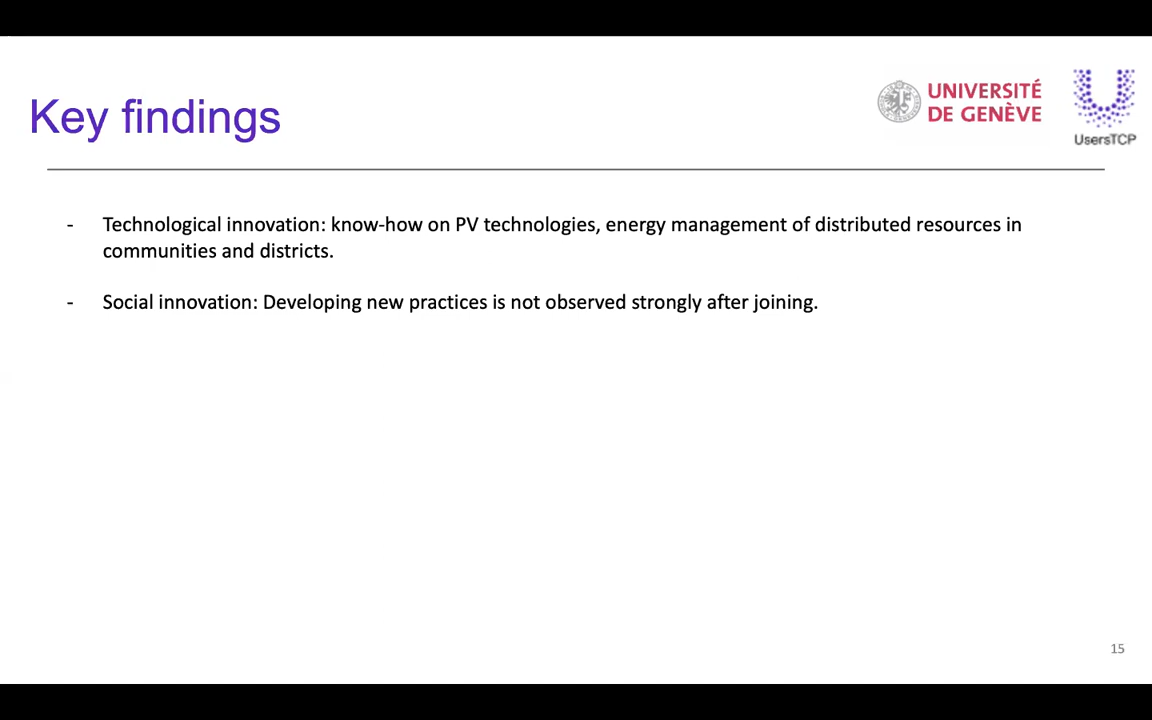 Key findings
UNIVERSITÉ
DE GENÈVE
UsersTCP
- Technological innovation: know-how on PV technologies, energy management of distributed resources in
communities and districts.
- Social innovation: Developing new practices is not observed strongly after joining.
15